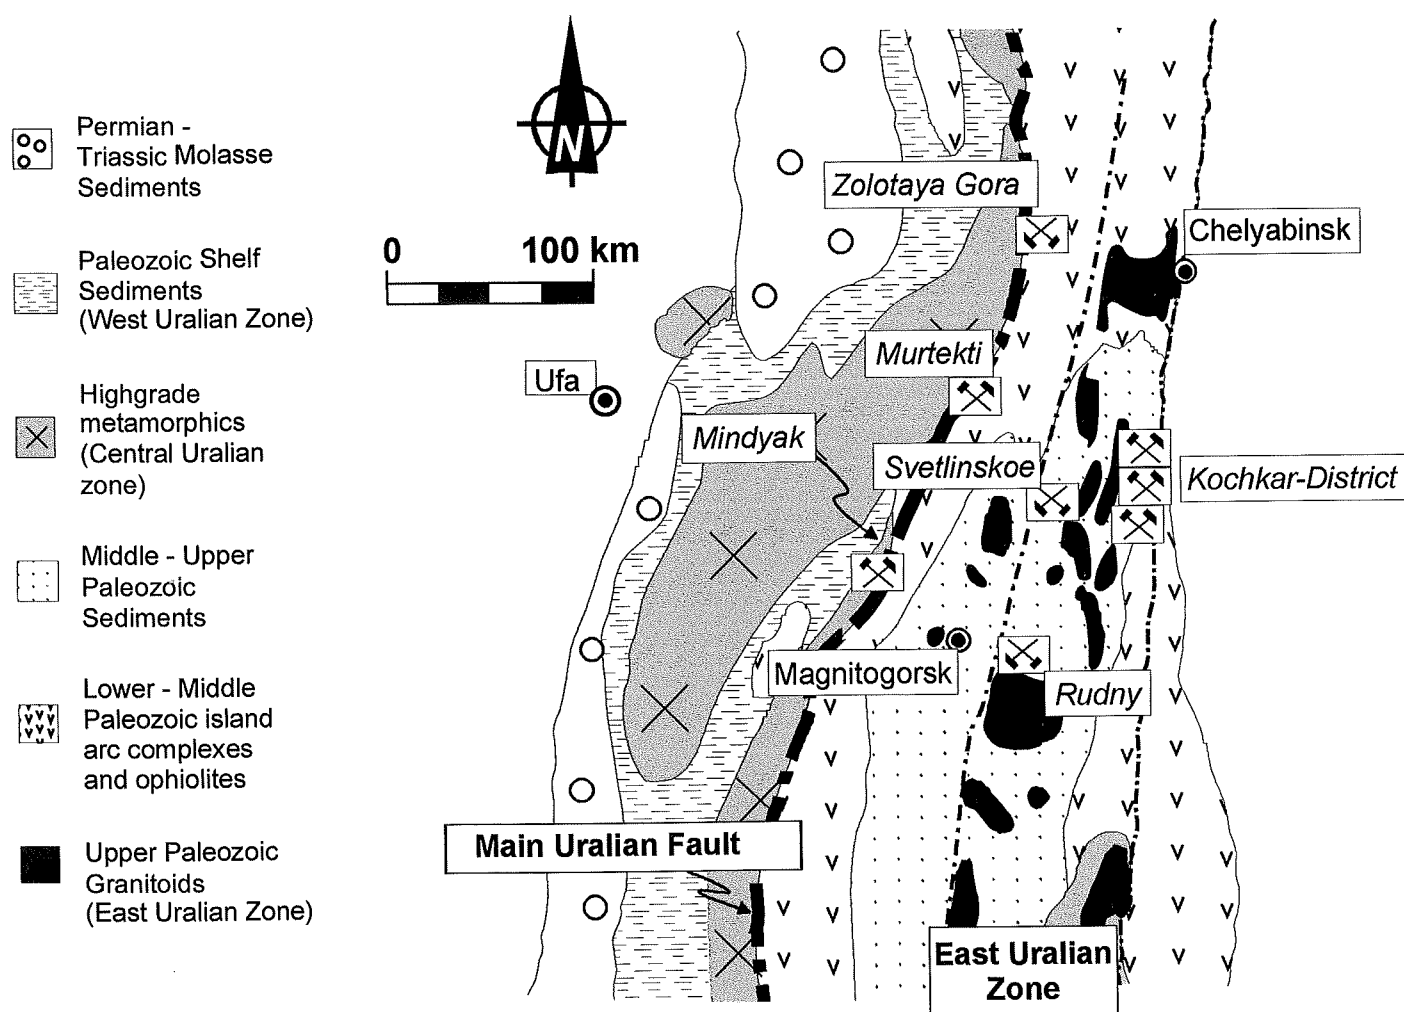 Permian -
Triassic Molasse
Sediments
Paleozoic Shelf
Sediments
(West Uralian Zone)
Highgrade
metamorphics
(Central Uralian
zone)
Middle - Upper
Paleozoic
Sediments
Lower - Middle
Paleozoic island
arc complexes
and ophiolites
Upper Paleozoic
Granitoids
(East Uralian Zone)
N
0 100 km
Zolotaya Gora
Chelyabinsk
Murtekti
Ufa
Mindyak
Svetlinskoe
Kochkar-District
Magnitogorsk
Rudny
Main Uralian Fault
East Uralian
Zone